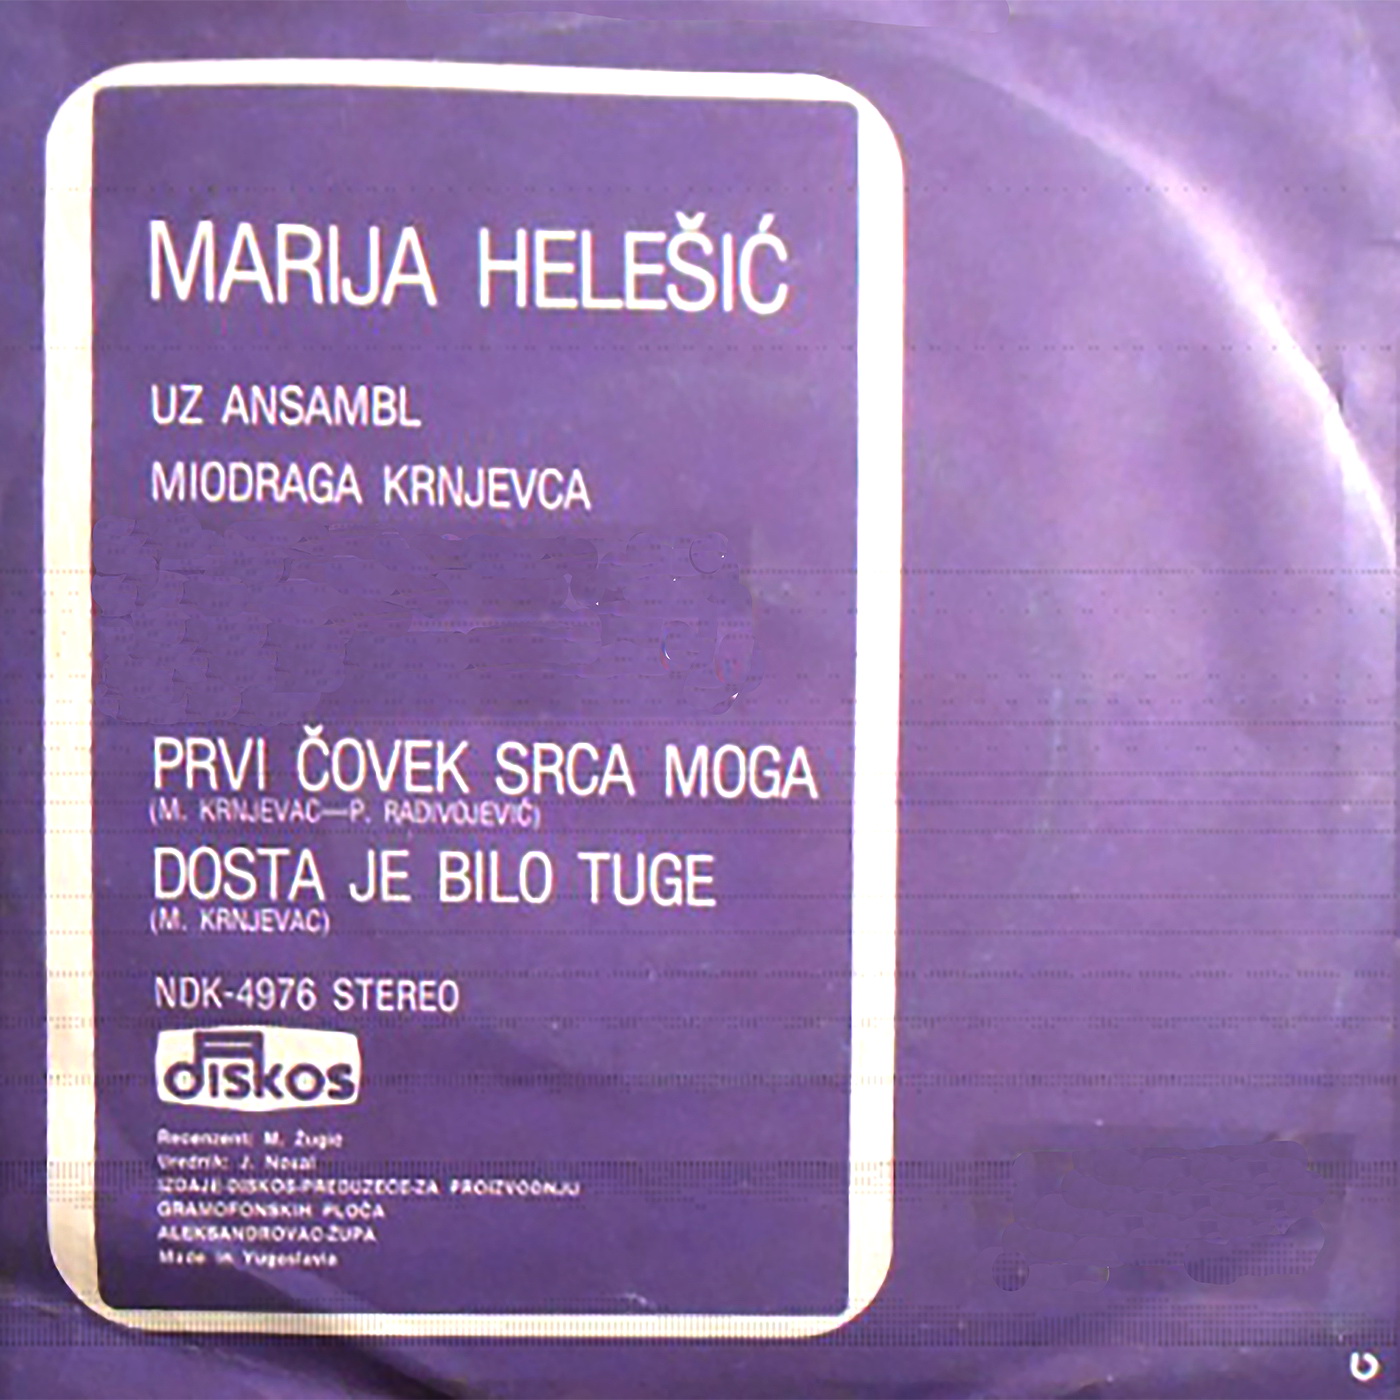 MARIJA HELEŠIĆ
UZ ANSAMBL
MIODRAGA KRNJEVCA
PRVI ČOVEK SRCA MOGA
(M. KRNJEVAC—P. RADIVOJEVIĆ)
DOSTA JE BILO TUGE
(M. KRNJEVAC)
NDK-4976 STEREO
diskos
Recenzent: M. Žugić
Urednik: J. Nosal
IZDAJE-DISKOS-PREDUZEĆE-ZA PROIZVODNJU
GRAMOFONSKIH PLOČA
ALEKSANDROVAC-ŽUPA
Made in Yugoslavia